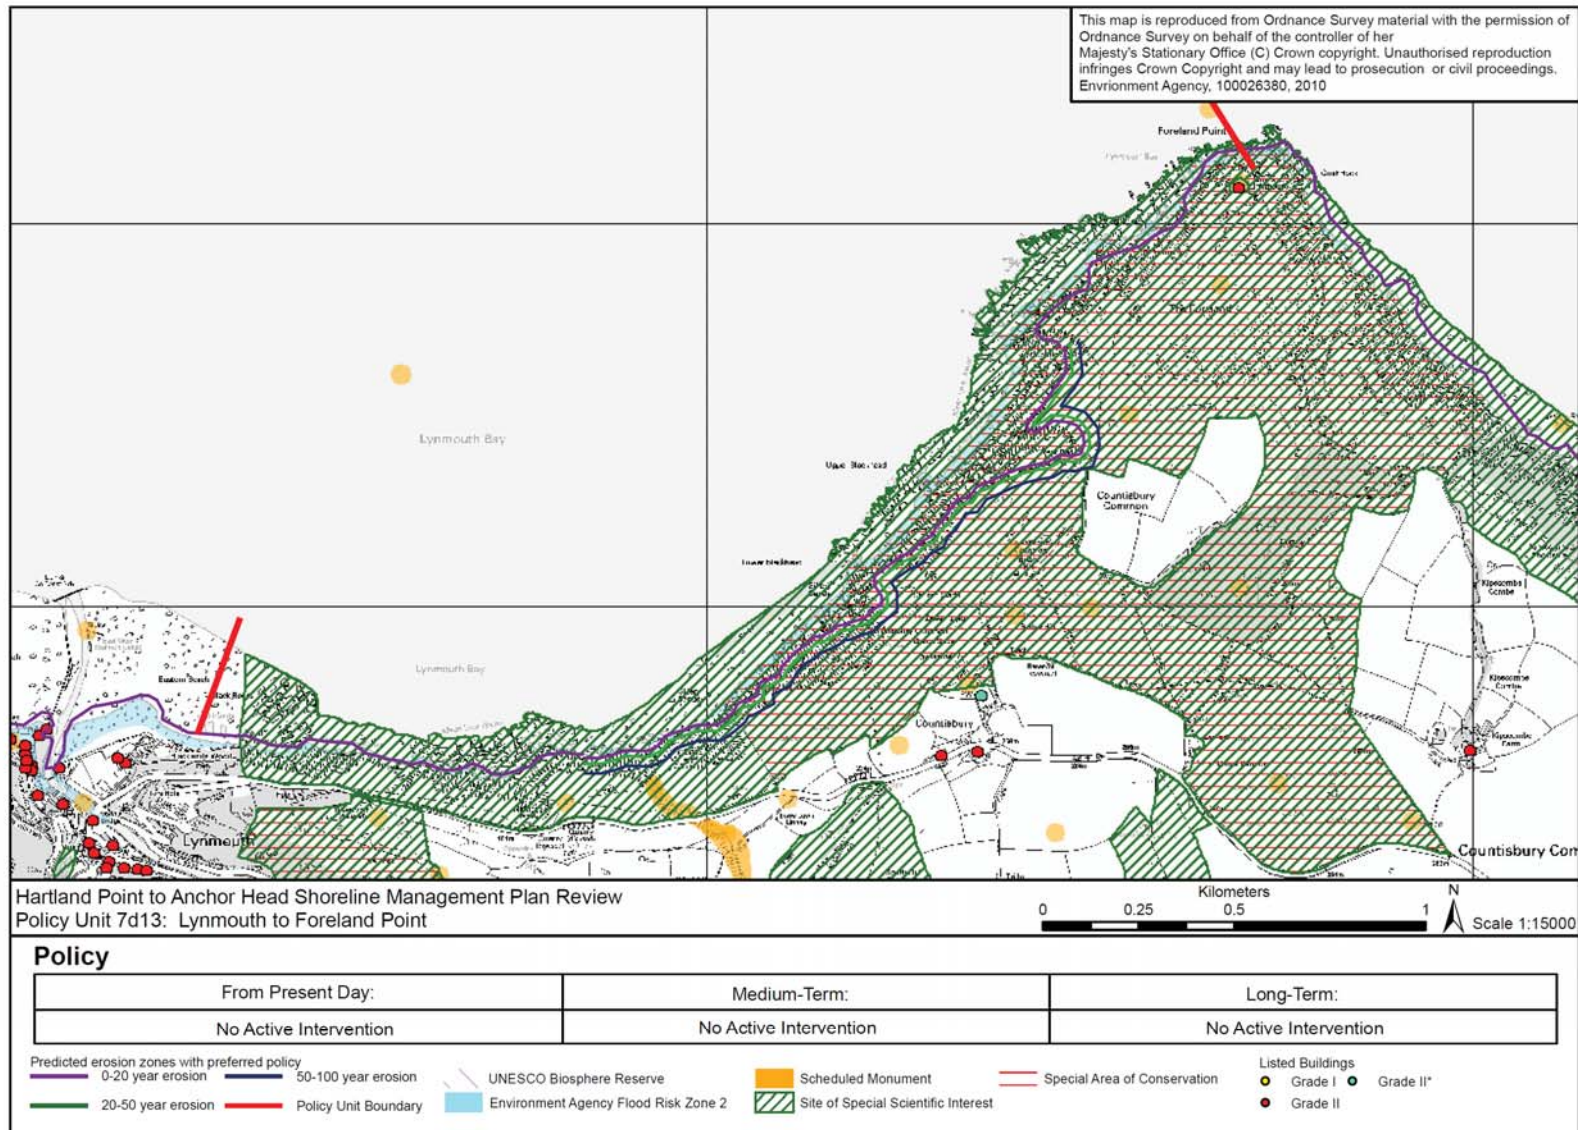 This map is reproduced from Ordnance Survey material with the permission of
Ordnance Survey on behalf of the controller of her
Majesty's Stationary Office (C) Crown copyright. Unauthorised reproduction
infringes Crown Copyright and may lead to prosecution or civil proceedings.
Envrionment Agency, 100026380, 2010
Foreland Point
Lynmouth Bay
Countisbury
Common
Kipscombe
Combe
Lynmouth Bay
Kipscombe
Combe
Countisbury
Kipscombe
Farm
Lynmouth
Countisbury Com
Hartland Point to Anchor Head Shoreline Management Plan Review
Policy Unit 7d13: Lynmouth to Foreland Point
Kilometers
0 0.25 0.5 1
N
Scale 1:15000
Policy
From Present Day: Medium-Term: Long-Term:
No Active Intervention No Active Intervention No Active Intervention
Predicted erosion zones with preferred policy
0-20 year erosion 50-100 year erosion
20-50 year erosion Policy Unit Boundary
UNESCO Biosphere Reserve
Environment Agency Flood Risk Zone 2
Scheduled Monument
Site of Special Scientific Interest
Special Area of Conservation
Listed Buildings
Grade I Grade II*
Grade II